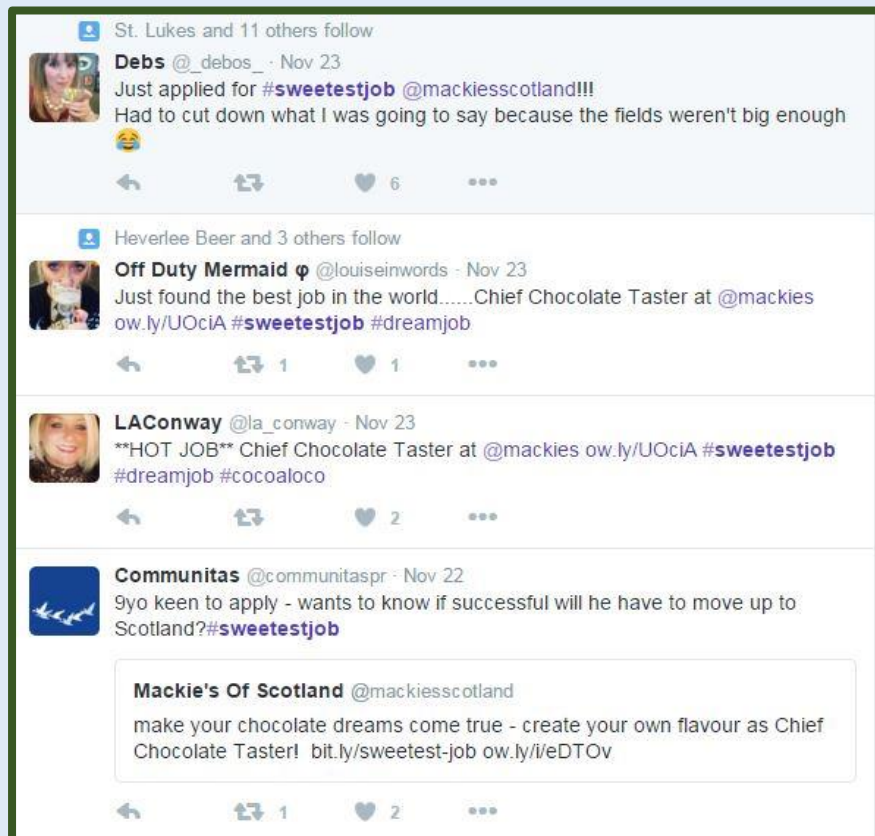 St. Lukes and 11 others follow
Debs @_debos_ · Nov 23
Just applied for #sweetestjob @mackiesscotland!!!
Had to cut down what I was going to say because the fields weren't big enough
😂
6
Heverlee Beer and 3 others follow
Off Duty Mermaid φ @louiseinwords · Nov 23
Just found the best job in the world......Chief Chocolate Taster at @mackies
ow.ly/UOciA #sweetestjob #dreamjob
1 1
LAConway @la_conway · Nov 23
**HOT JOB** Chief Chocolate Taster at @mackies ow.ly/UOciA #sweetestjob
#dreamjob #cocoaloco
2
Communitas @communitaspr · Nov 22
9yo keen to apply - wants to know if successful will he have to move up to
Scotland?#sweetestjob
Mackie's Of Scotland @mackiesscotland
make your chocolate dreams come true - create your own flavour as Chief
Chocolate Taster! bit.ly/sweetest-job ow.ly/i/eDTOv
1 2